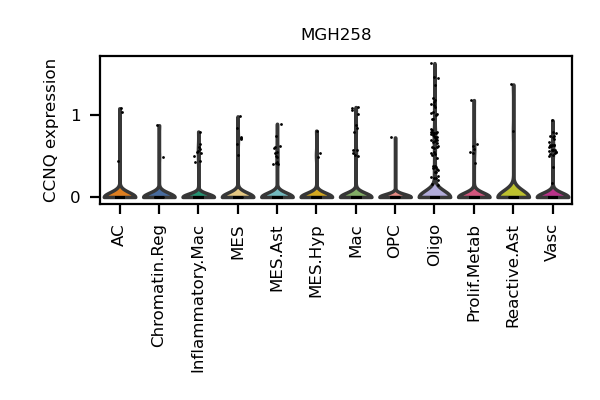 MGH258
CCNQ expression
1
0
AC
Chromatin.Reg
Inflammatory.Mac
MES
MES.Ast
MES.Hyp
Mac
OPC
Oligo
Prolif.Metab
Reactive.Ast
Vasc